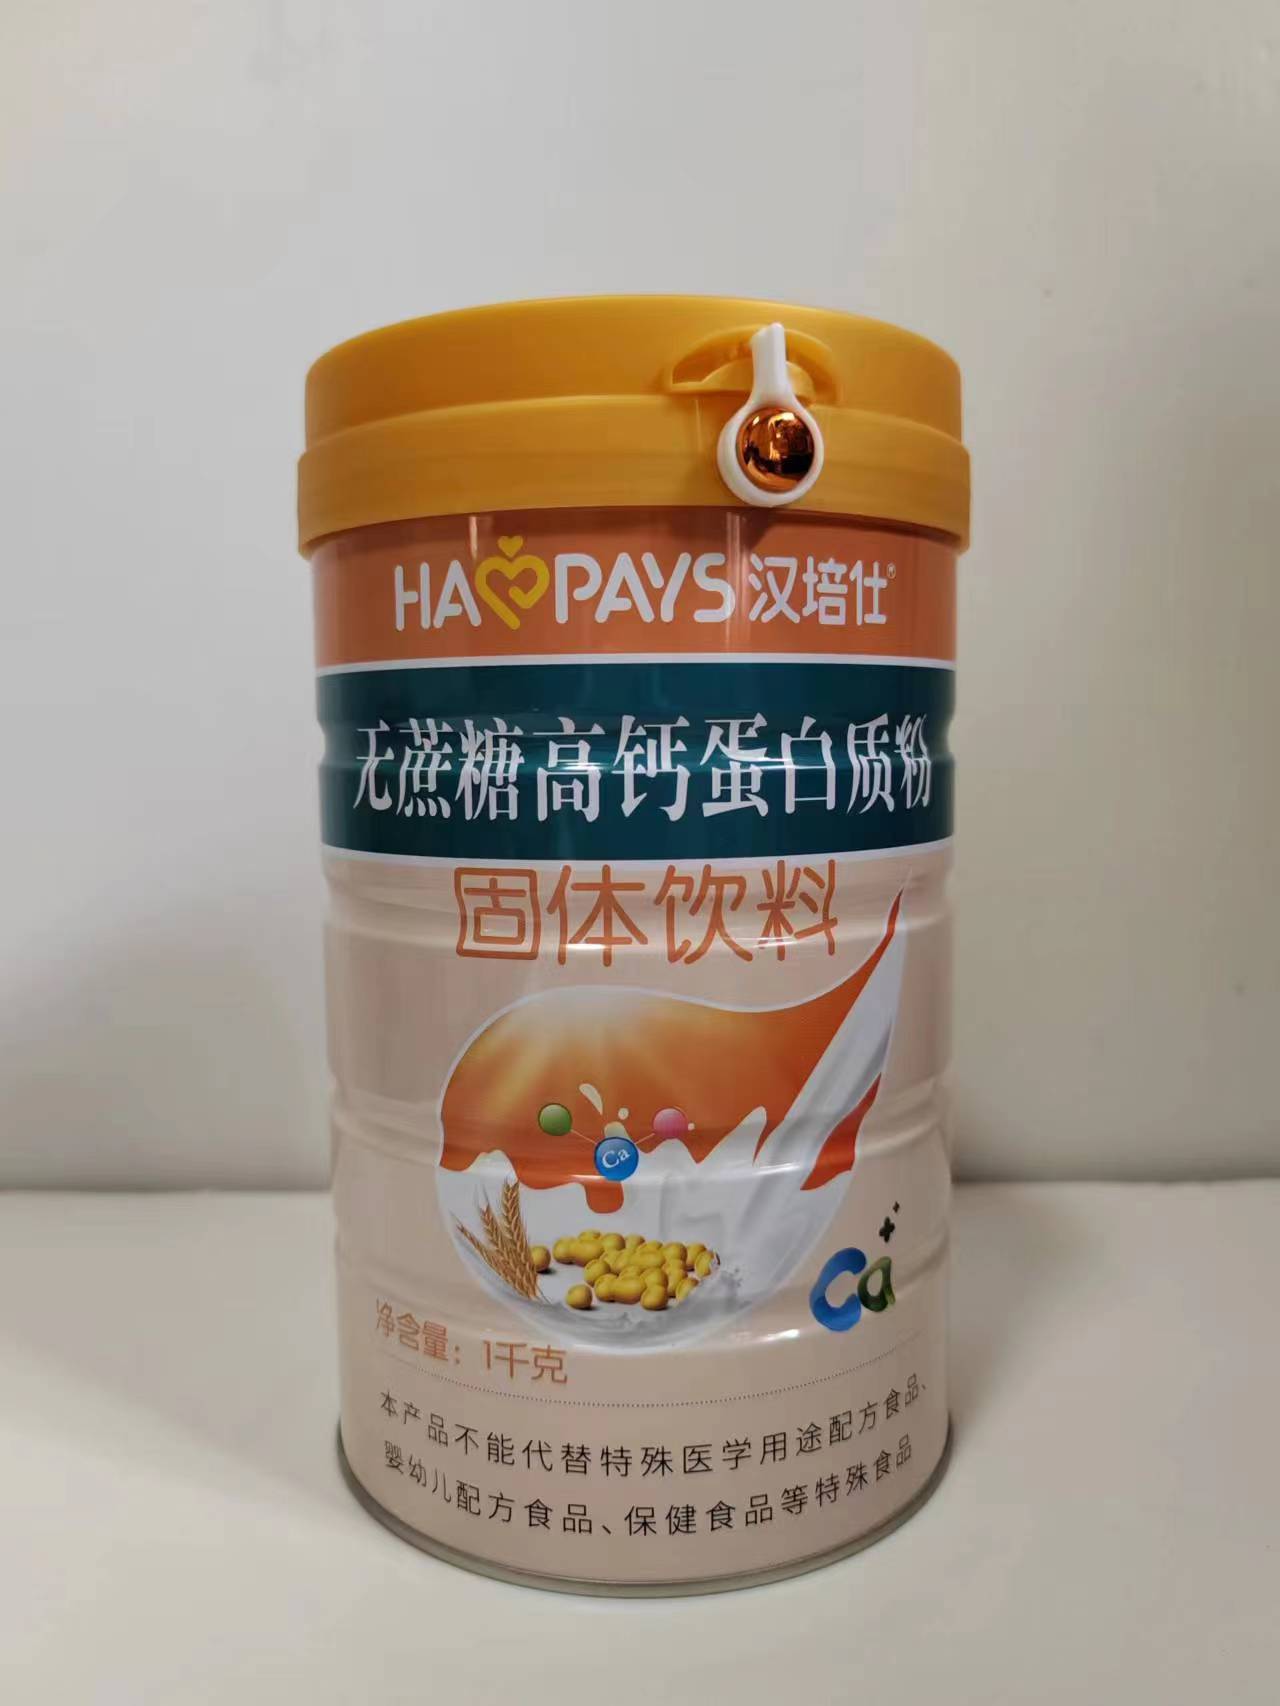 HAPPAYS 汉培仕®
无蔗糖高钙蛋白质粉
固体饮料
Ca
Ca
净含量：1千克
本产品不能代替特殊医学用途配方食品、
婴幼儿配方食品、保健食品等特殊食品